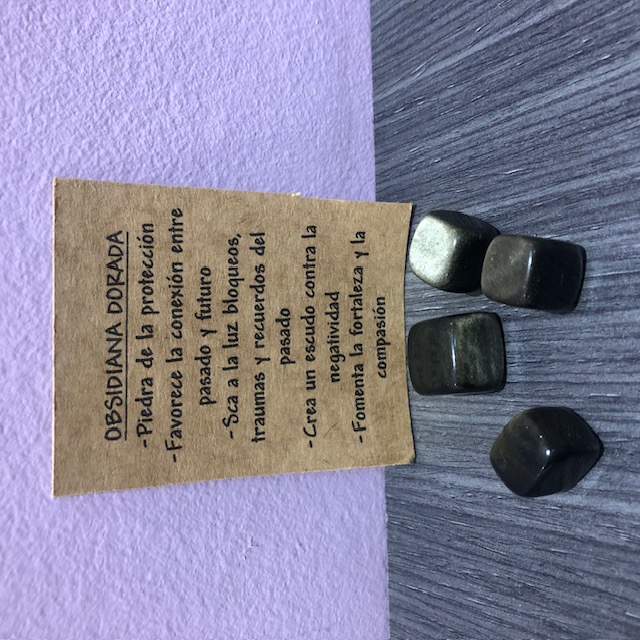 OBSIDIANA DORADA
-Piedra de la protección
-Favorece la conexión entre
pasado y futuro
-Sca a la luz bloqueos,
traumas y recuerdos del
pasado
-Crea un escudo contra la
negatividad
-Fomenta la fortaleza y la
compasión